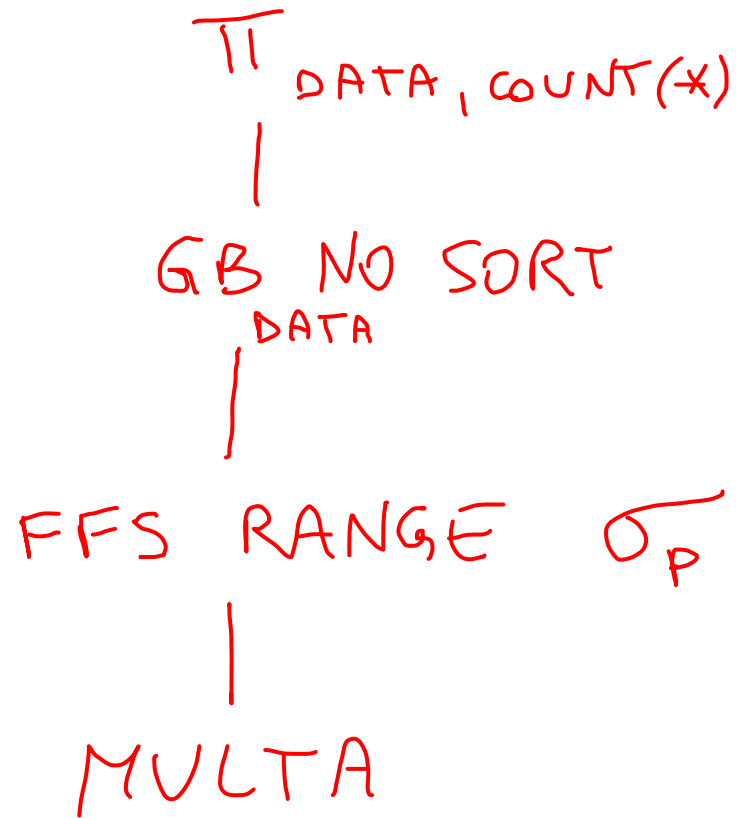 π DATA, COUNT(*)
GB NO SORT
DATA
FFS RANGE σ P
MULTA